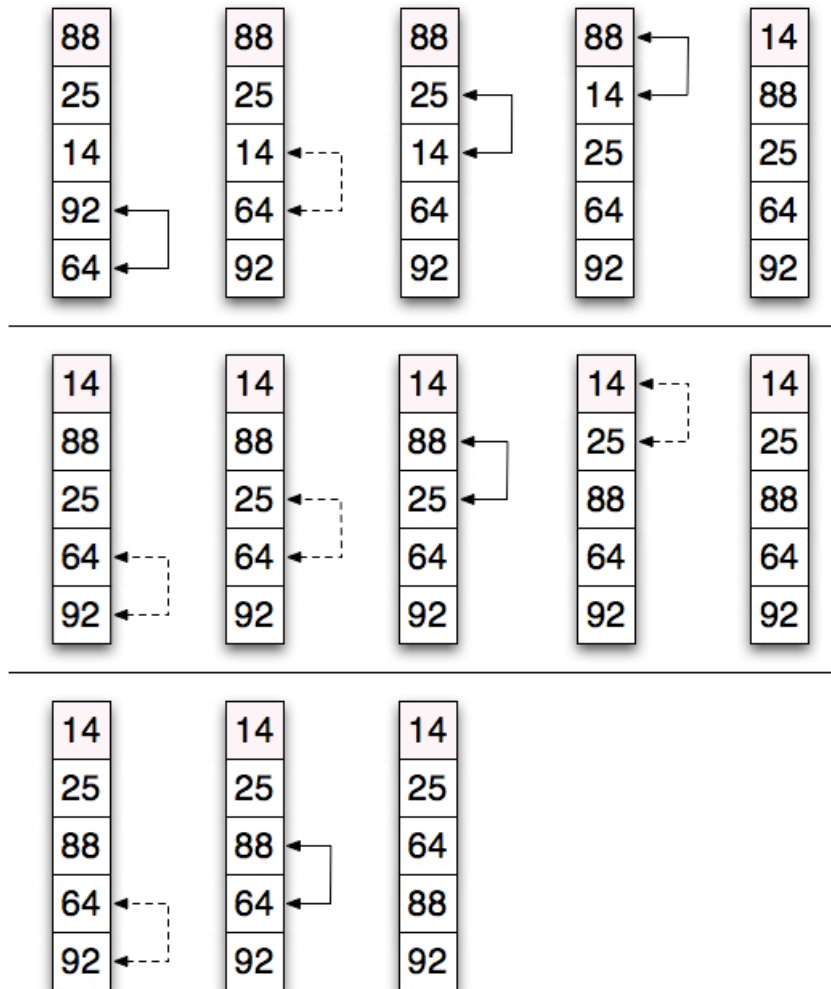 88 88 88 88 14
25 25 25 14 88
14 14 14 25 25
92 64 64 64 64
64 92 92 92 92
14 14 14 14 14
88 88 88 25 25
25 25 25 88 88
64 64 64 64 64
92 92 92 92 92
14 14 14
25 25 25
88 88 64
64 64 88
92 92 92